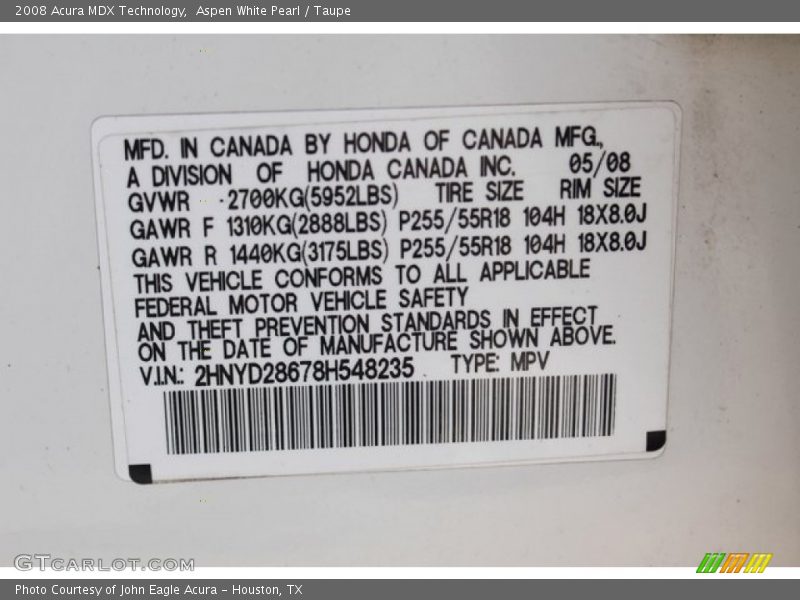 2008 Acura MDX Technology, Aspen White Pearl / Taupe
MFD. IN CANADA BY HONDA OF CANADA MFG.,
A DIVISION OF HONDA CANADA INC. 05/08
GVWR 2700KG(5952LBS) TIRE SIZE RIM SIZE
GAWR F 1310KG(2888LBS) P255/55R18 104H 18X8.0J
GAWR R 1440KG(3175LBS) P255/55R18 104H 18X8.0J
THIS VEHICLE CONFORMS TO ALL APPLICABLE
FEDERAL MOTOR VEHICLE SAFETY
AND THEFT PREVENTION STANDARDS IN EFFECT
ON THE DATE OF MANUFACTURE SHOWN ABOVE.
V.I.N.: 2HNYD28678H548235 TYPE: MPV
GTCARLOT.COM
Photo Courtesy of John Eagle Acura - Houston, TX